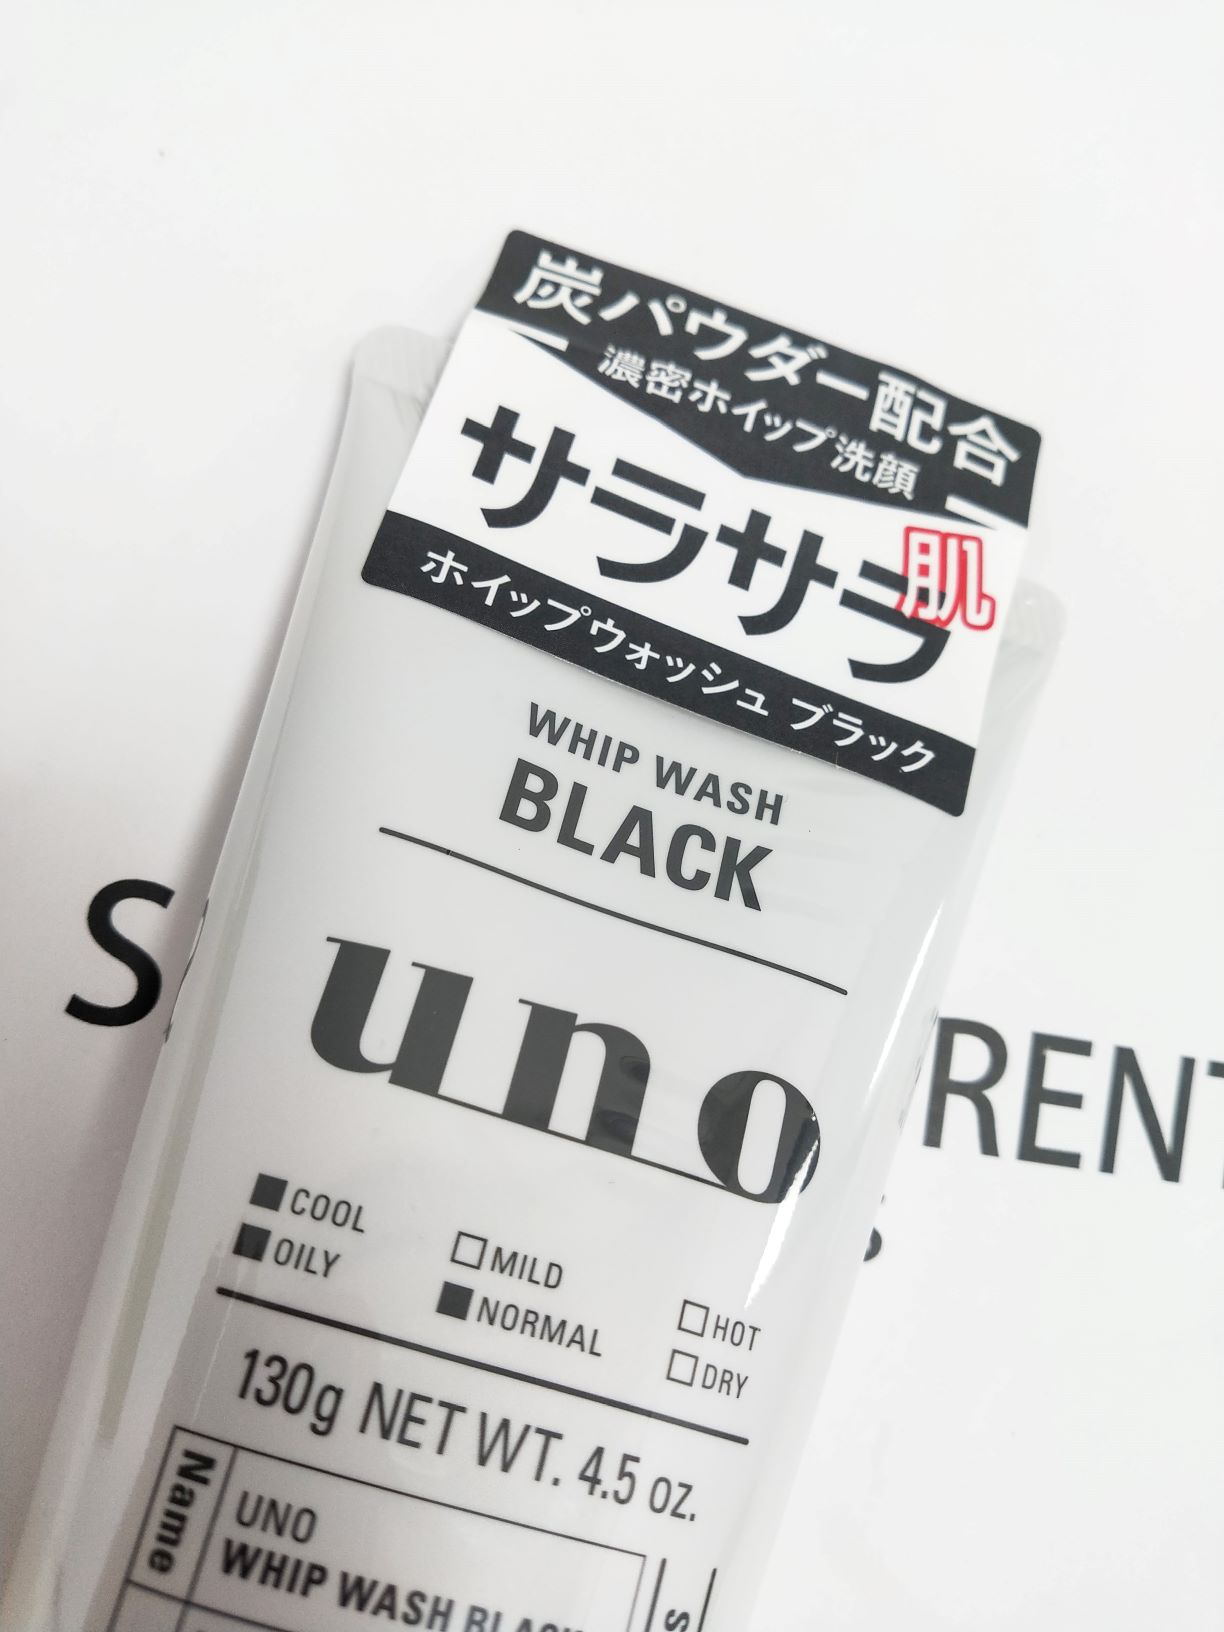 炭パウダー配合
濃密ホイップ洗顔
サラサラ肌
ホイップウォッシュ ブラック
WHIP WASH
BLACK
uno
COOL MILD HOT
OILY NORMAL DRY
130g NET WT. 4.5 oz.
Name
UNO
WHIP WASH BLACK
S
RENT